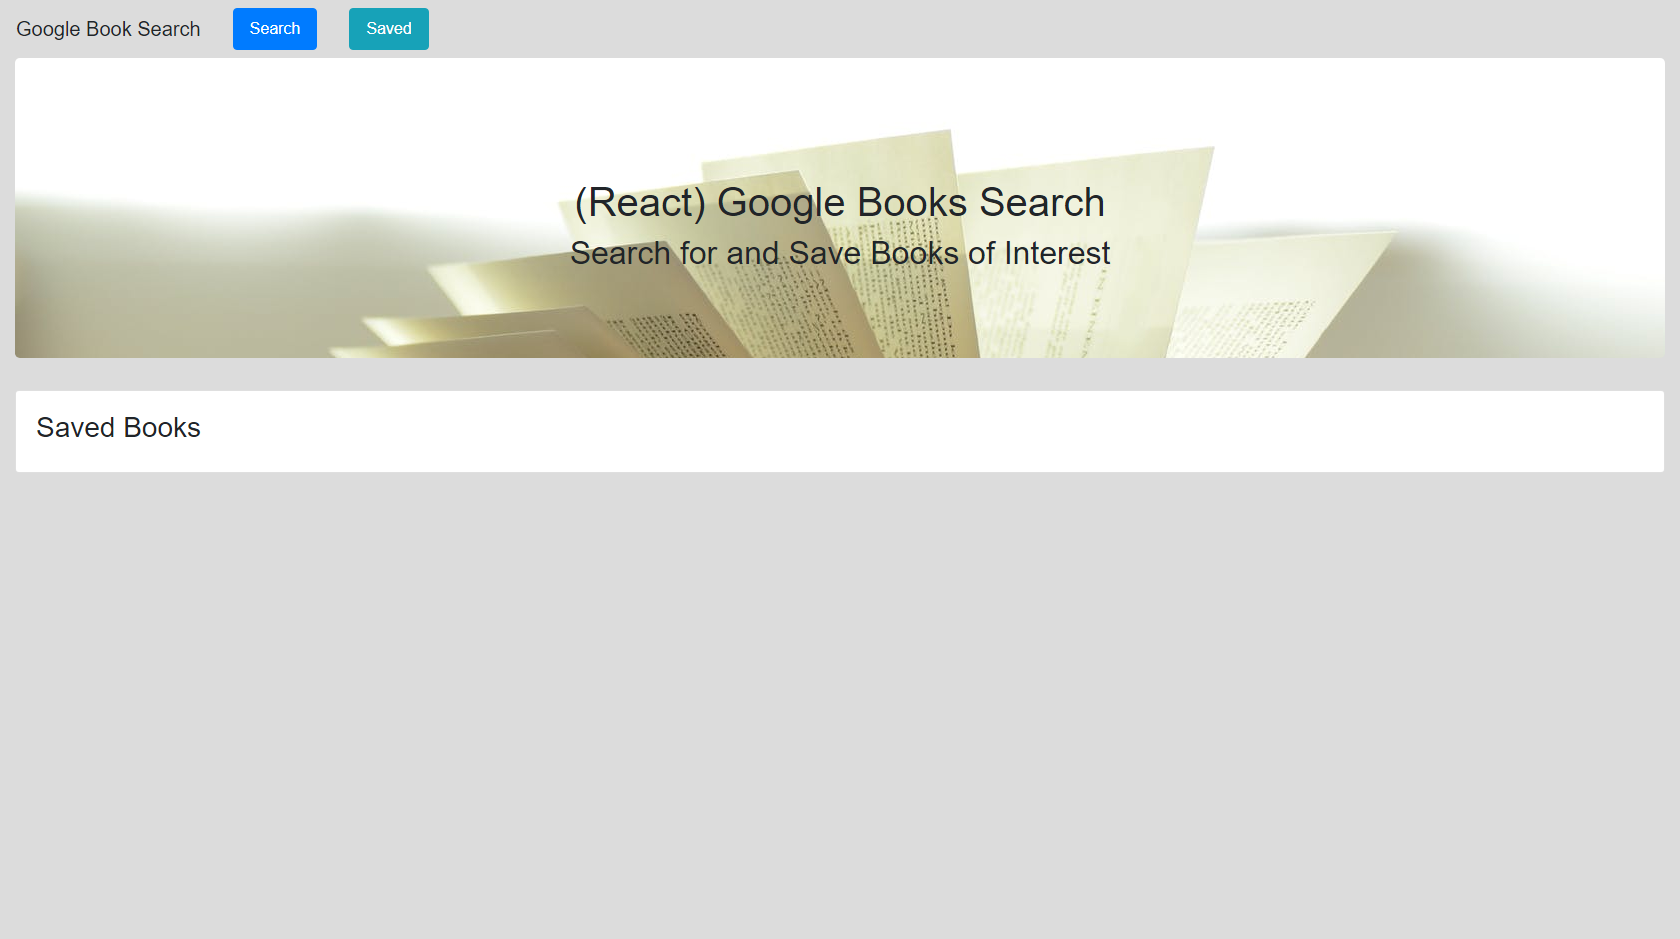 Google Book Search Search Saved
(React) Google Books Search
Search for and Save Books of Interest
Saved Books